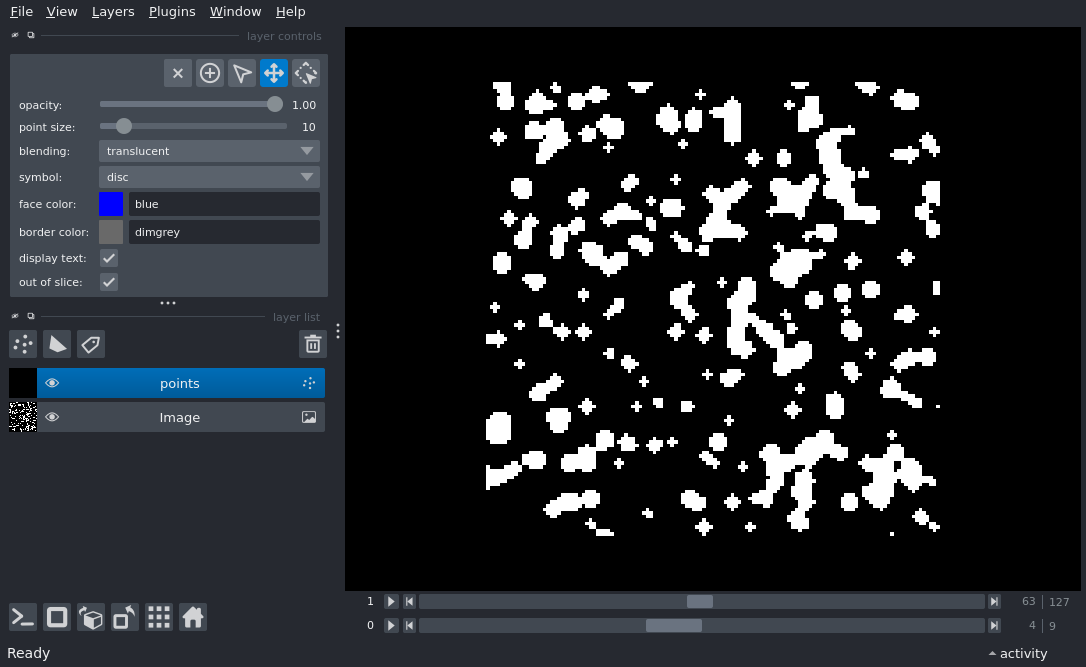 File View Layers Plugins Window Help
layer controls
opacity: 1.00
point size: 10
blending: translucent
symbol: disc
face color: blue
border color: dimgrey
display text:
out of slice:
layer list
points
Image
1 63 127
0 4 9
Ready activity